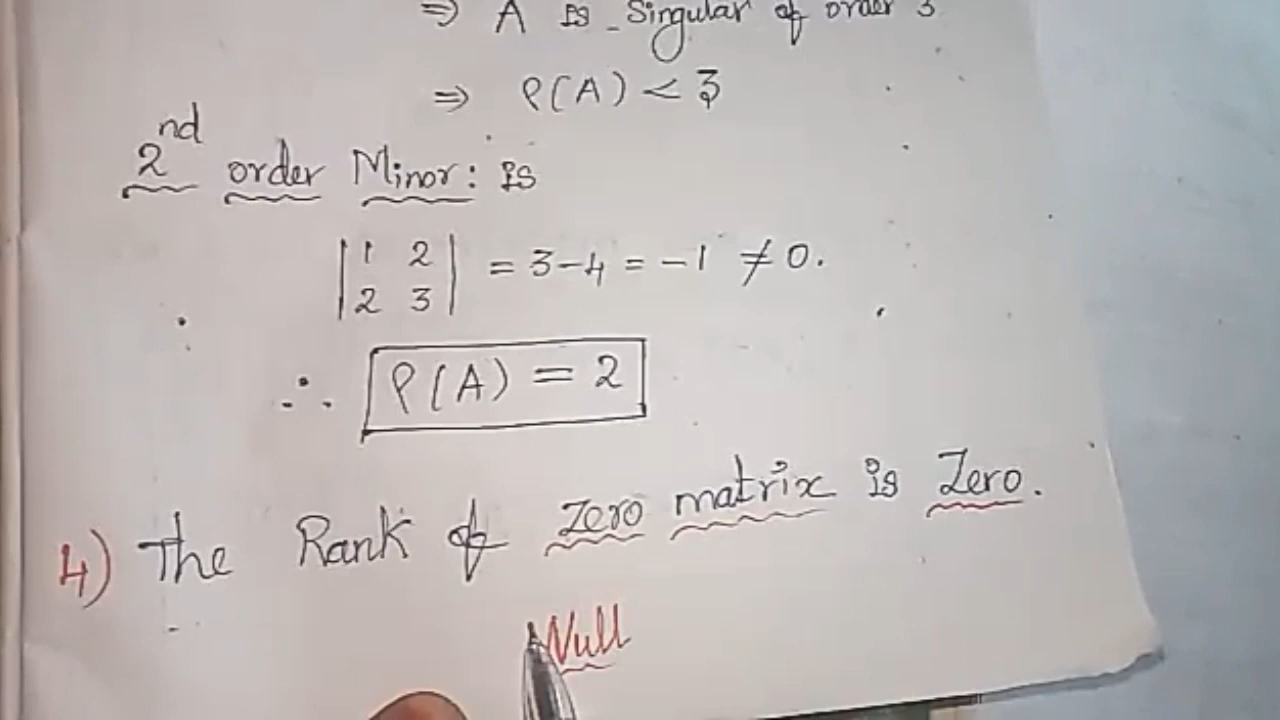 ⇒ A is Singular of order 3
⇒ ρ(A) < 3
2nd order Minor: is
|1 2|
|2 3| = 3-4 = -1 ≠ 0.
∴ ρ(A) = 2
4) The Rank of Zero matrix is Zero.
Null